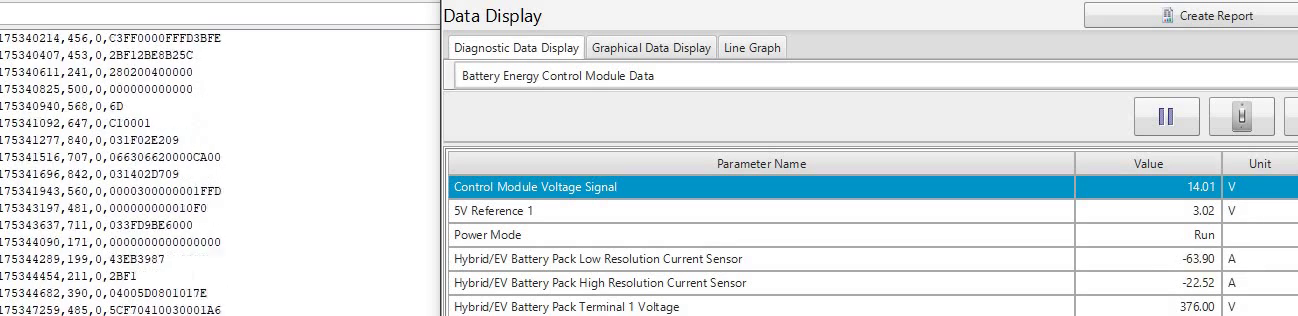 175340214,456,0,C3FF0000FFFD3BFE
175340407,453,0,2BF12BE8B25C
175340611,241,0,280200400000
175340825,500,0,000000000000
175340940,568,0,6D
175341092,647,0,C10001
175341277,840,0,031F02E209
175341516,707,0,066306620000CA00
175341696,842,0,031402D709
175341943,560,0,0000300000001FFD
175343197,481,0,000000000010F0
175343637,711,0,033FD9BE6000
175344090,171,0,0000000000000000
175344289,199,0,43EB3987
175344454,211,0,2BF1
175344682,390,0,04005D0801017E
175347259,485,0,5CF70410030001A6
Data Display
Create Report
Diagnostic Data Display Graphical Data Display Line Graph
Battery Energy Control Module Data
Parameter Name Value Unit
Control Module Voltage Signal 14.01 V
5V Reference 1 3.02 V
Power Mode Run
Hybrid/EV Battery Pack Low Resolution Current Sensor -63.90 A
Hybrid/EV Battery Pack High Resolution Current Sensor -22.52 A
Hybrid/EV Battery Pack Terminal 1 Voltage 376.00 V